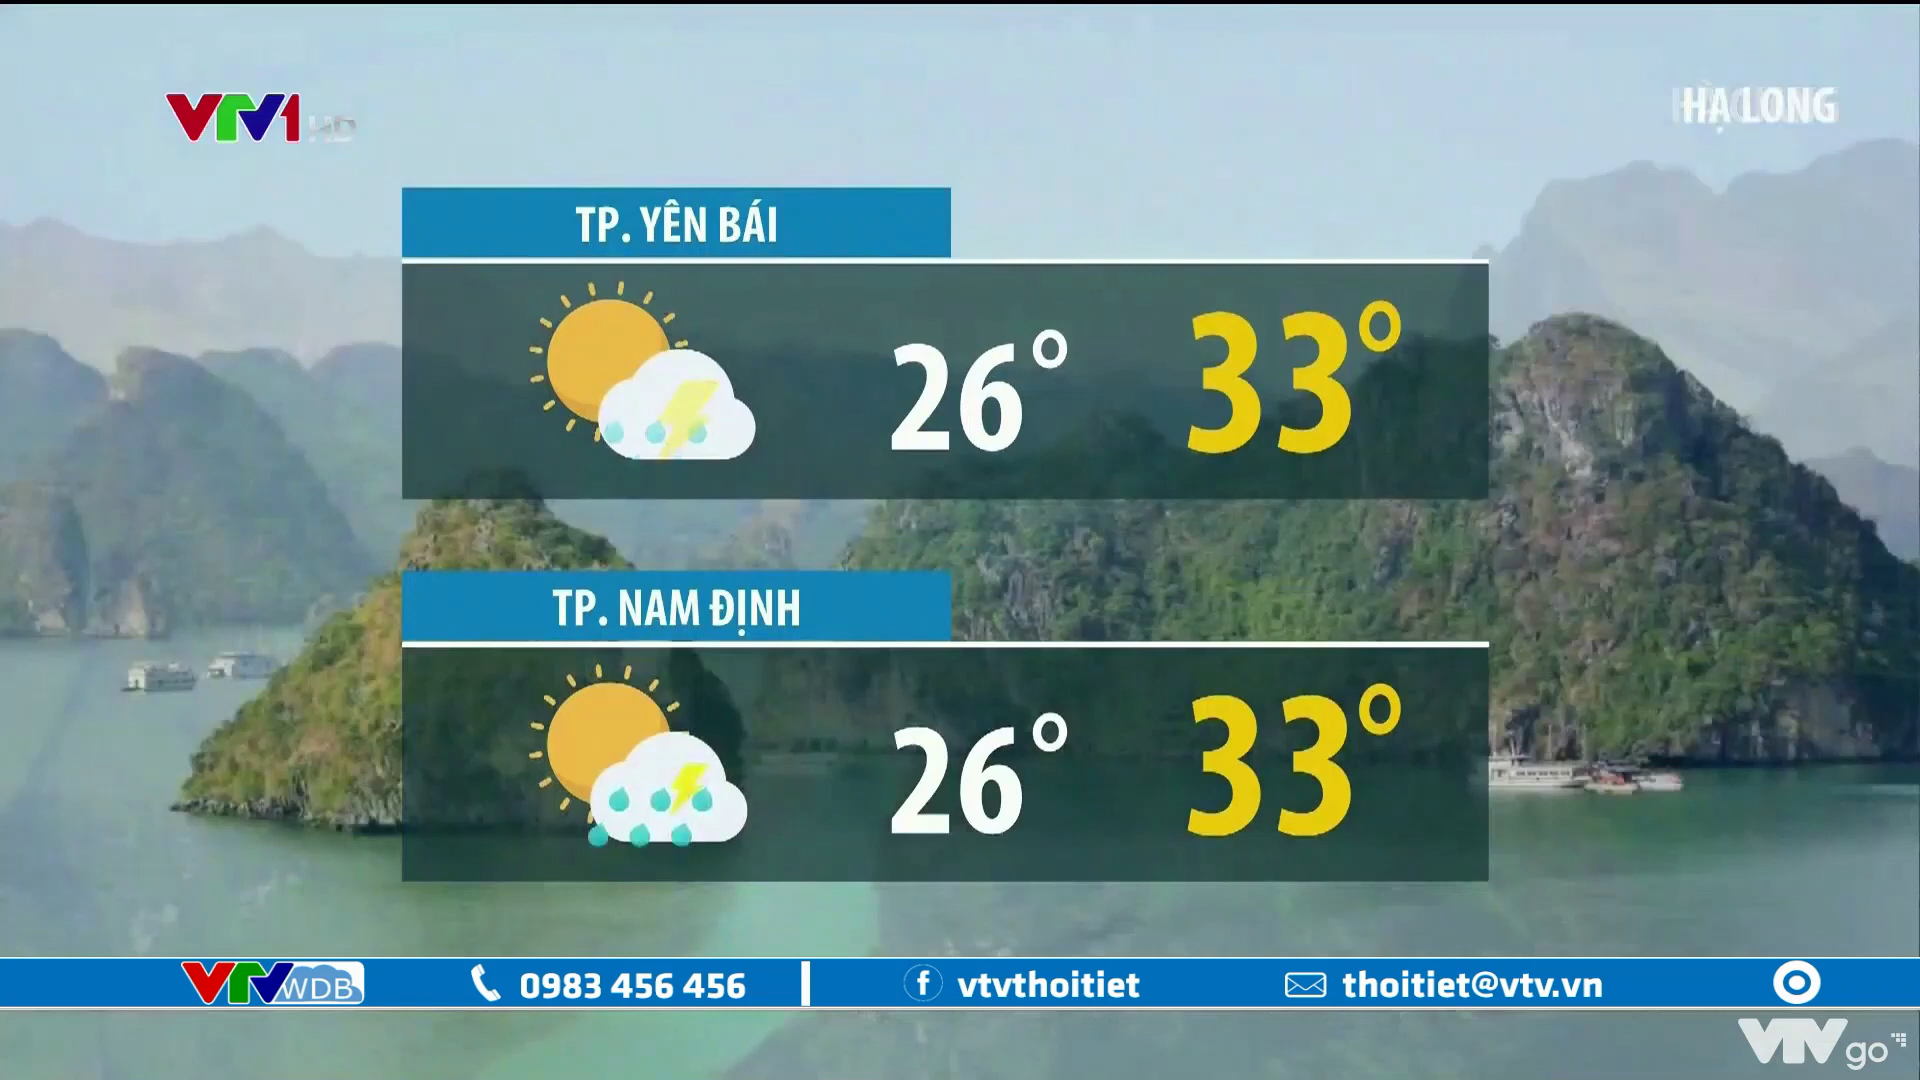 VTV1 HD
HẠ LONG
TP. YÊN BÁI
26° 33°
TP. NAM ĐỊNH
26° 33°
VTV WDB 0983 456 456 vtvthoitiet thoitiet@vtv.vn
VTV go